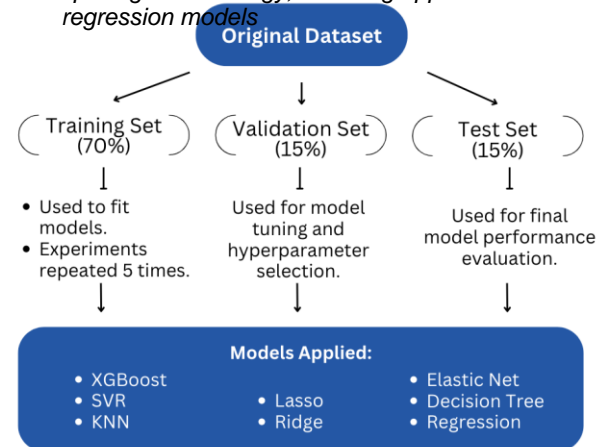 regression models
Original Dataset
Training Set
(70%)
Validation Set
(15%)
Test Set
(15%)
• Used to fit
models.
• Experiments
repeated 5 times.
Used for model
tuning and
hyperparameter
selection.
Used for final
model performance
evaluation.
Models Applied:
• XGBoost
• SVR
• KNN
• Lasso
• Ridge
• Elastic Net
• Decision Tree
• Regression